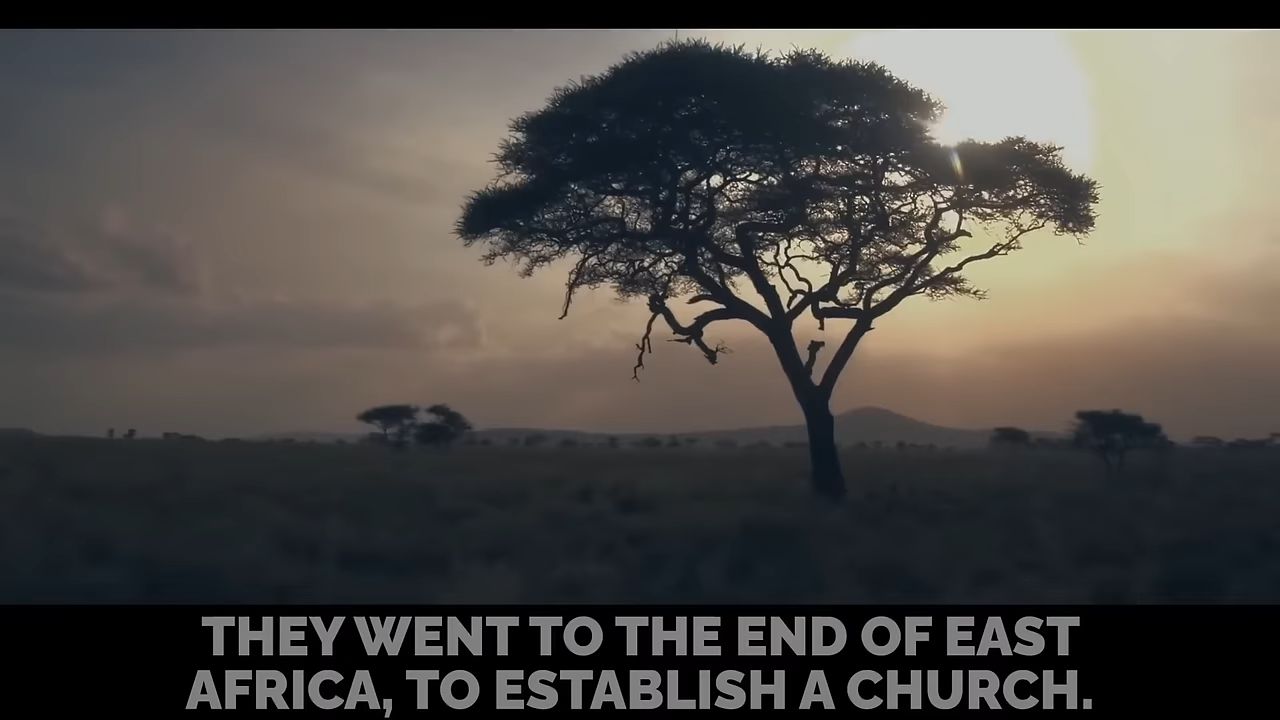 THEY WENT TO THE END OF EAST
AFRICA, TO ESTABLISH A CHURCH.